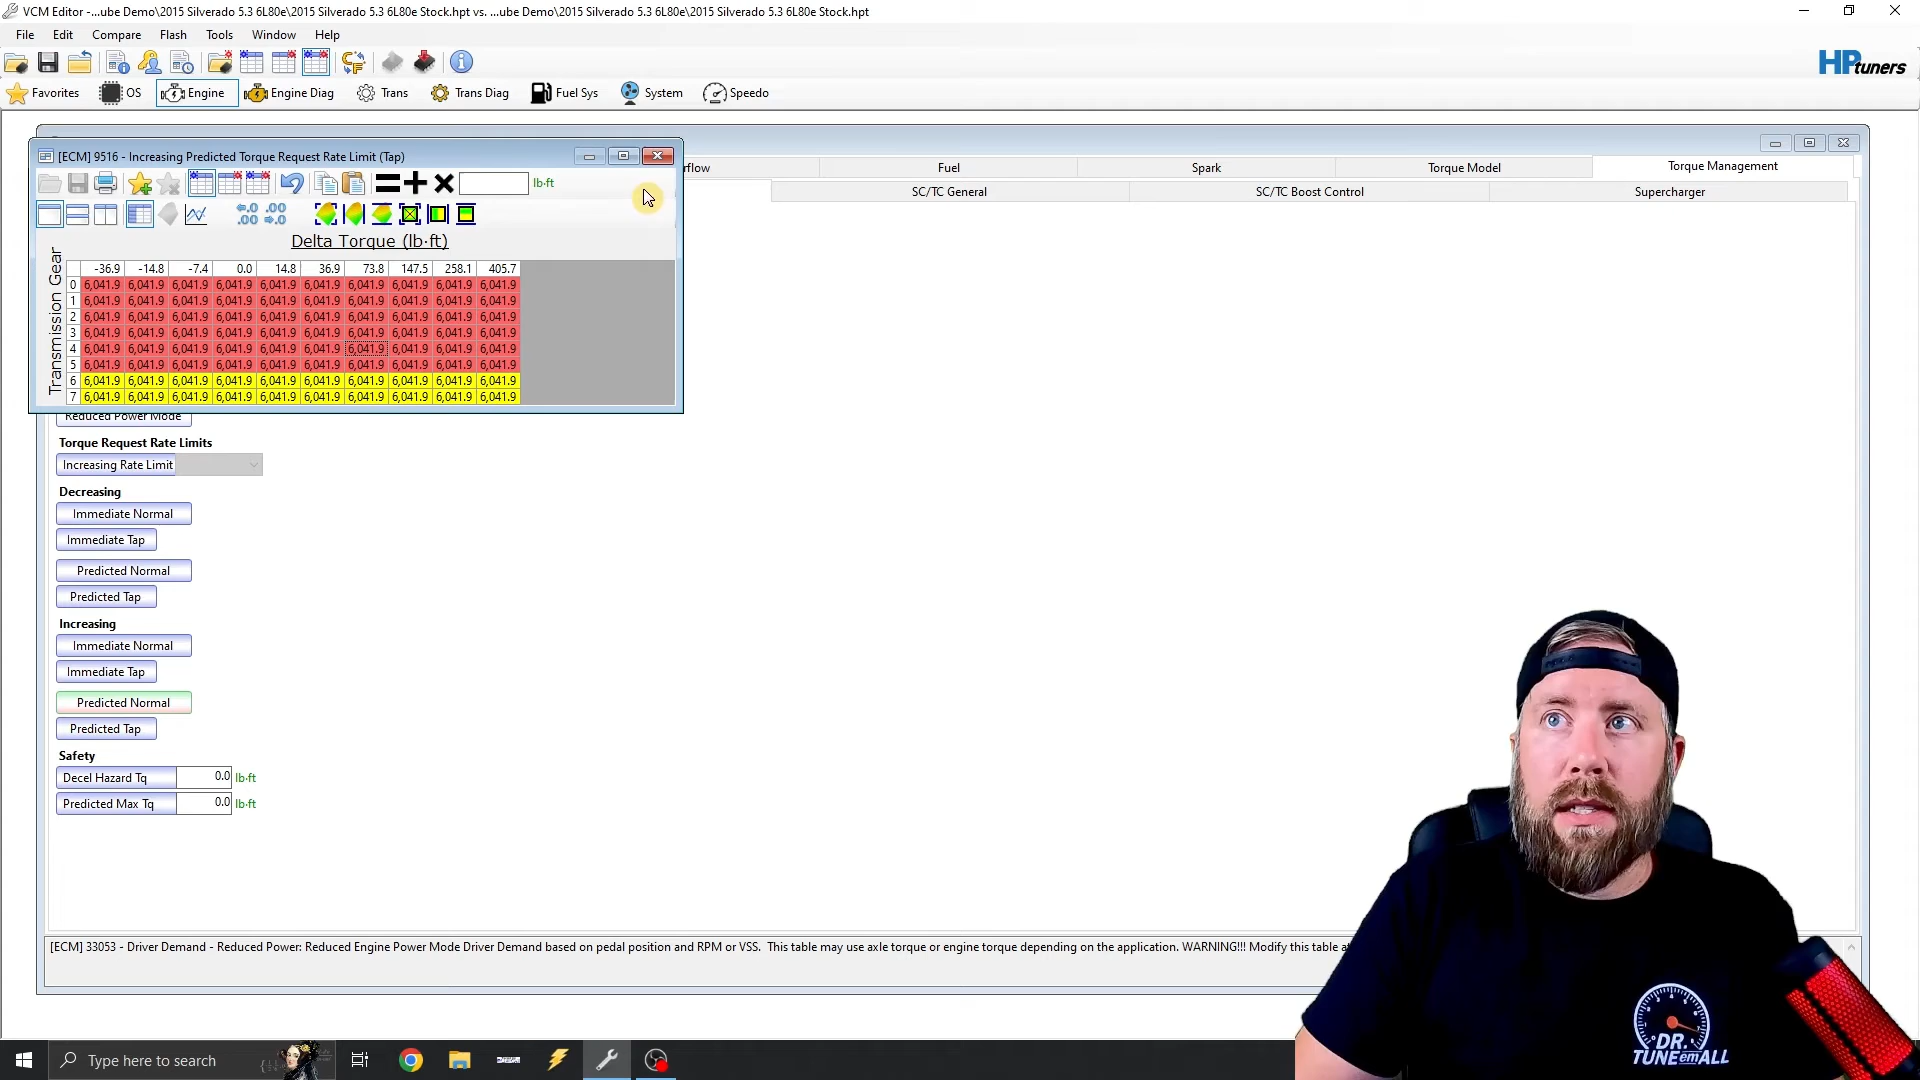 VCM Editor -...ube Demo\2015 Silverado 5.3 6L80e\2015 Silverado 5.3 6L80e Stock.hpt vs. ...ube Demo\2015 Silverado 5.3 6L80e\2015 Silverado 5.3 6L80e Stock.hpt
File Edit Compare Flash Tools Window Help
HPtuners
Favorites OS Engine Engine Diag Trans Trans Diag Fuel Sys System Speedo
[ECM] 9516 - Increasing Predicted Torque Request Rate Limit (Tap)
rflow Fuel Spark Torque Model Torque Management
lb·ft
SC/TC General SC/TC Boost Control Supercharger
Delta Torque (lb·ft)
Transmission Gear
-36.9 -14.8 -7.4 0.0 14.8 36.9 73.8 147.5 258.1 405.7
0 6,041.9 6,041.9 6,041.9 6,041.9 6,041.9 6,041.9 6,041.9 6,041.9 6,041.9 6,041.9
1 6,041.9 6,041.9 6,041.9 6,041.9 6,041.9 6,041.9 6,041.9 6,041.9 6,041.9 6,041.9
2 6,041.9 6,041.9 6,041.9 6,041.9 6,041.9 6,041.9 6,041.9 6,041.9 6,041.9 6,041.9
3 6,041.9 6,041.9 6,041.9 6,041.9 6,041.9 6,041.9 6,041.9 6,041.9 6,041.9 6,041.9
4 6,041.9 6,041.9 6,041.9 6,041.9 6,041.9 6,041.9 6,041.9 6,041.9 6,041.9 6,041.9
5 6,041.9 6,041.9 6,041.9 6,041.9 6,041.9 6,041.9 6,041.9 6,041.9 6,041.9 6,041.9
6 6,041.9 6,041.9 6,041.9 6,041.9 6,041.9 6,041.9 6,041.9 6,041.9 6,041.9 6,041.9
7 6,041.9 6,041.9 6,041.9 6,041.9 6,041.9 6,041.9 6,041.9 6,041.9 6,041.9 6,041.9
Reduced Power Mode
Torque Request Rate Limits
Increasing Rate Limit
Decreasing
Immediate Normal
Immediate Tap
Predicted Normal
Predicted Tap
Increasing
Immediate Normal
Immediate Tap
Predicted Normal
Predicted Tap
Safety
Decel Hazard Tq 0.0 lb·ft
Predicted Max Tq 0.0 lb·ft
[ECM] 33053 - Driver Demand - Reduced Power: Reduced Engine Power Mode Driver Demand based on pedal position and RPM or VSS. This table may use axle torque or engine torque depending on the application. WARNING!!! Modify this table a
DR.
TUNEemALL
Type here to search